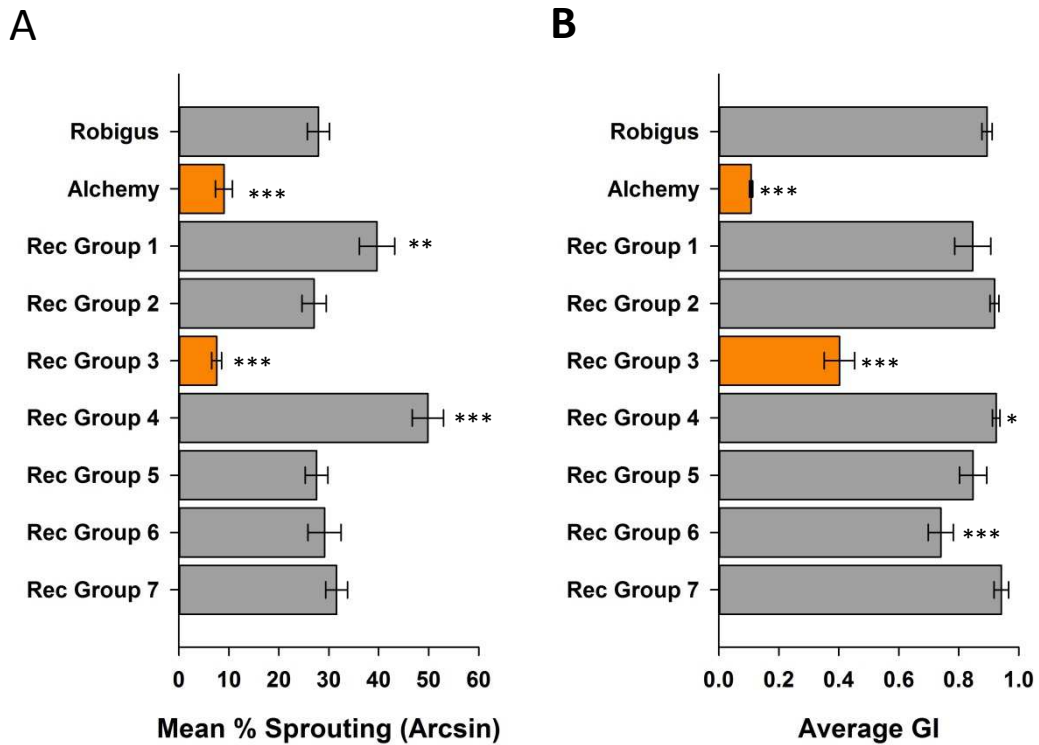 A
Robigus
Alchemy ***
Rec Group 1 **
Rec Group 2
Rec Group 3 ***
Rec Group 4 ***
Rec Group 5
Rec Group 6
Rec Group 7
0 10 20 30 40 50 60
Mean % Sprouting (Arcsin)
B
Robigus
Alchemy ***
Rec Group 1
Rec Group 2
Rec Group 3 ***
Rec Group 4 *
Rec Group 5
Rec Group 6 ***
Rec Group 7
0.0 0.2 0.4 0.6 0.8 1.0
Average GI